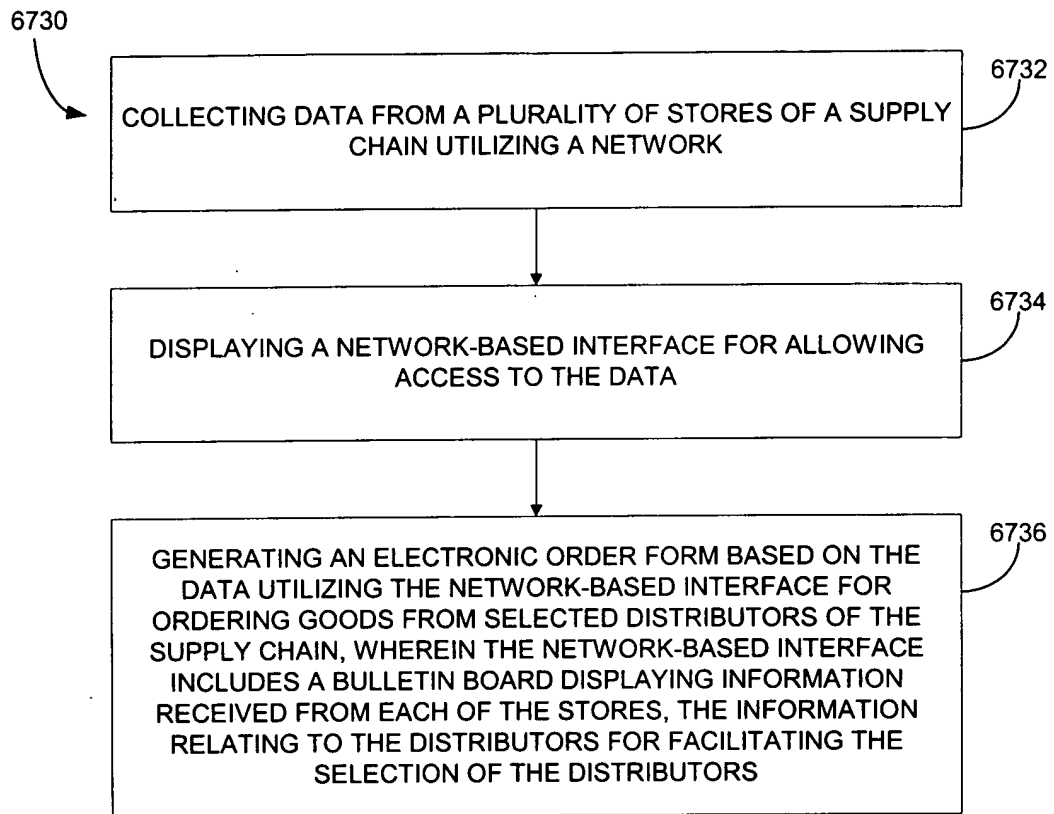 6730
6732
COLLECTING DATA FROM A PLURALITY OF STORES OF A SUPPLY
CHAIN UTILIZING A NETWORK
6734
DISPLAYING A NETWORK-BASED INTERFACE FOR ALLOWING
ACCESS TO THE DATA
6736
GENERATING AN ELECTRONIC ORDER FORM BASED ON THE
DATA UTILIZING THE NETWORK-BASED INTERFACE FOR
ORDERING GOODS FROM SELECTED DISTRIBUTORS OF THE
SUPPLY CHAIN, WHEREIN THE NETWORK-BASED INTERFACE
INCLUDES A BULLETIN BOARD DISPLAYING INFORMATION
RECEIVED FROM EACH OF THE STORES, THE INFORMATION
RELATING TO THE DISTRIBUTORS FOR FACILITATING THE
SELECTION OF THE DISTRIBUTORS